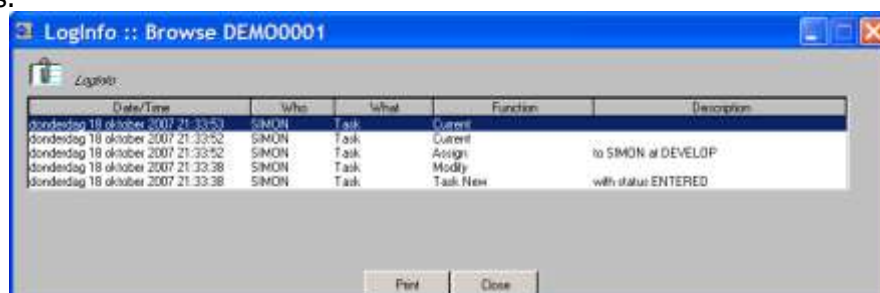 s.
LogInfo :: Browse DEMO0001
LogInfo
Date/Time Who What Function Description
donderdag 18 oktober 2007 21:33:53 SIMON Task Current
donderdag 18 oktober 2007 21:33:52 SIMON Task Current
donderdag 18 oktober 2007 21:33:52 SIMON Task Assign to SIMON at DEVELOP
donderdag 18 oktober 2007 21:33:38 SIMON Task Modify
donderdag 18 oktober 2007 21:33:38 SIMON Task Task New with status ENTERED
Print Close